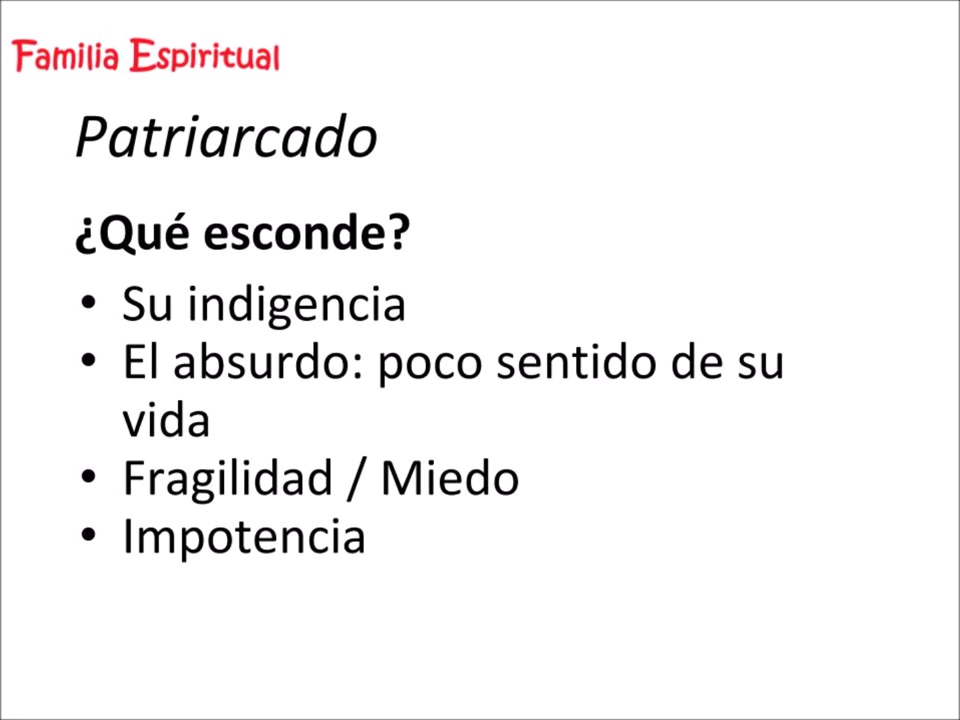 Familia Espiritual
Patriarcado
¿Qué esconde?
• Su indigencia
• El absurdo: poco sentido de su
vida
• Fragilidad / Miedo
• Impotencia